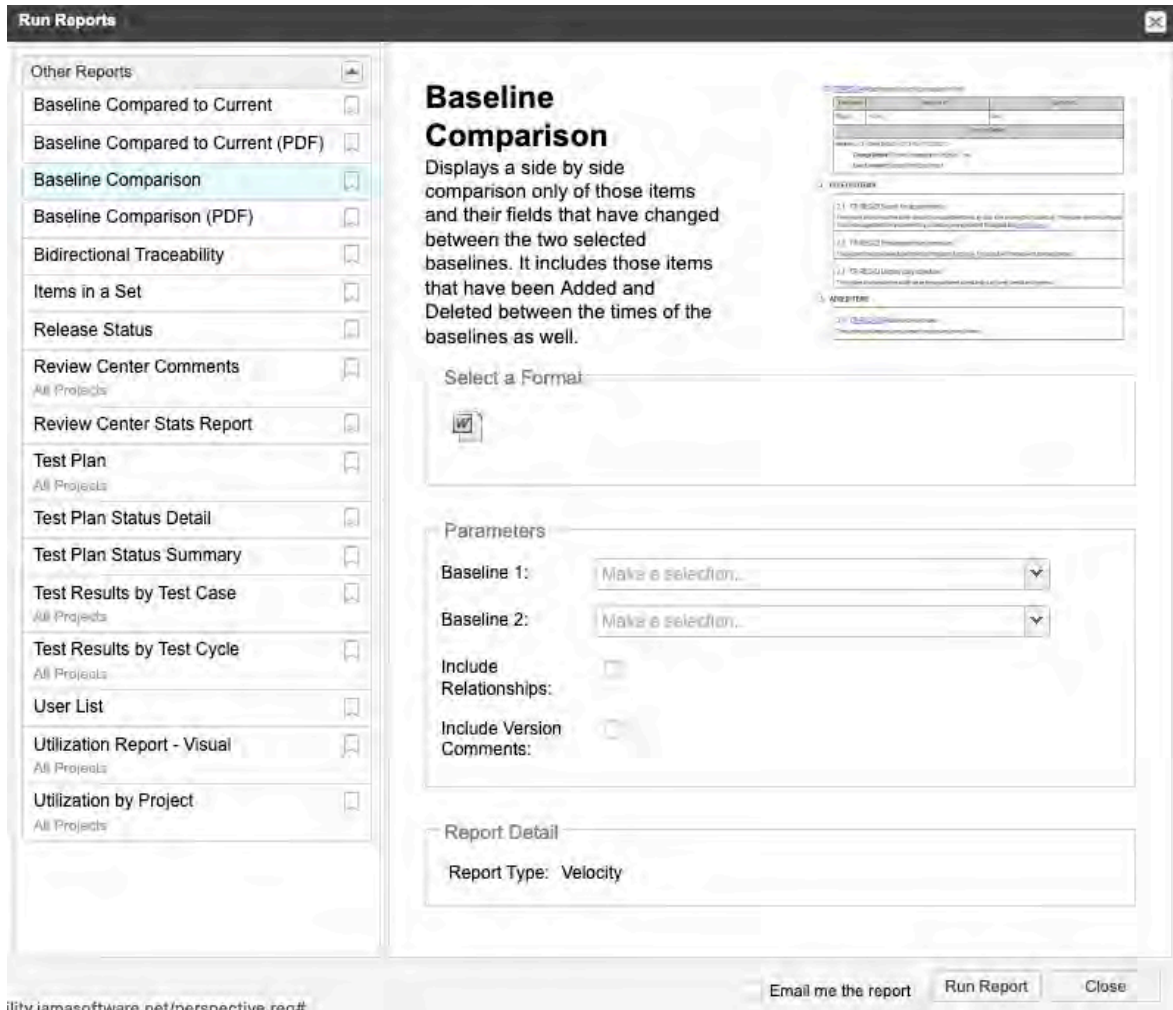 Run Reports
Other Reports
Baseline Compared to Current
Baseline Compared to Current (PDF)
Baseline Comparison
Baseline Comparison (PDF)
Bidirectional Traceability
Items in a Set
Release Status
Review Center Comments
All Projects
Review Center Stats Report
Test Plan
All Projects
Test Plan Status Detail
Test Plan Status Summary
Test Results by Test Case
All Projects
Test Results by Test Cycle
All Projects
User List
Utilization Report - Visual
All Projects
Utilization by Project
All Projects
Baseline
Comparison
Displays a side by side
comparison only of those items
and their fields that have changed
between the two selected
baselines. It includes those items
that have been Added and
Deleted between the times of the
baselines as well.
Select a Format
Parameters
Baseline 1:
Make a selection...
Baseline 2:
Make a selection...
Include
Relationships:
Include Version
Comments:
Report Detail
Report Type: Velocity
Email me the report
Run Report
Close
ility.jamasoftware.net/perspective.req#